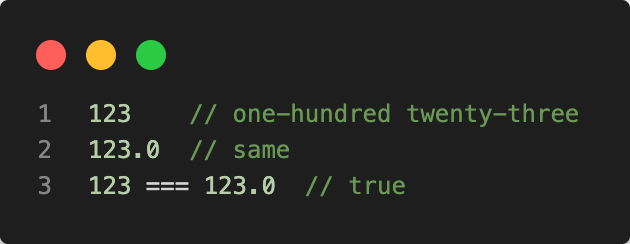 1 123    // one-hundred twenty-three
2 123.0  // same
3 123 === 123.0  // true